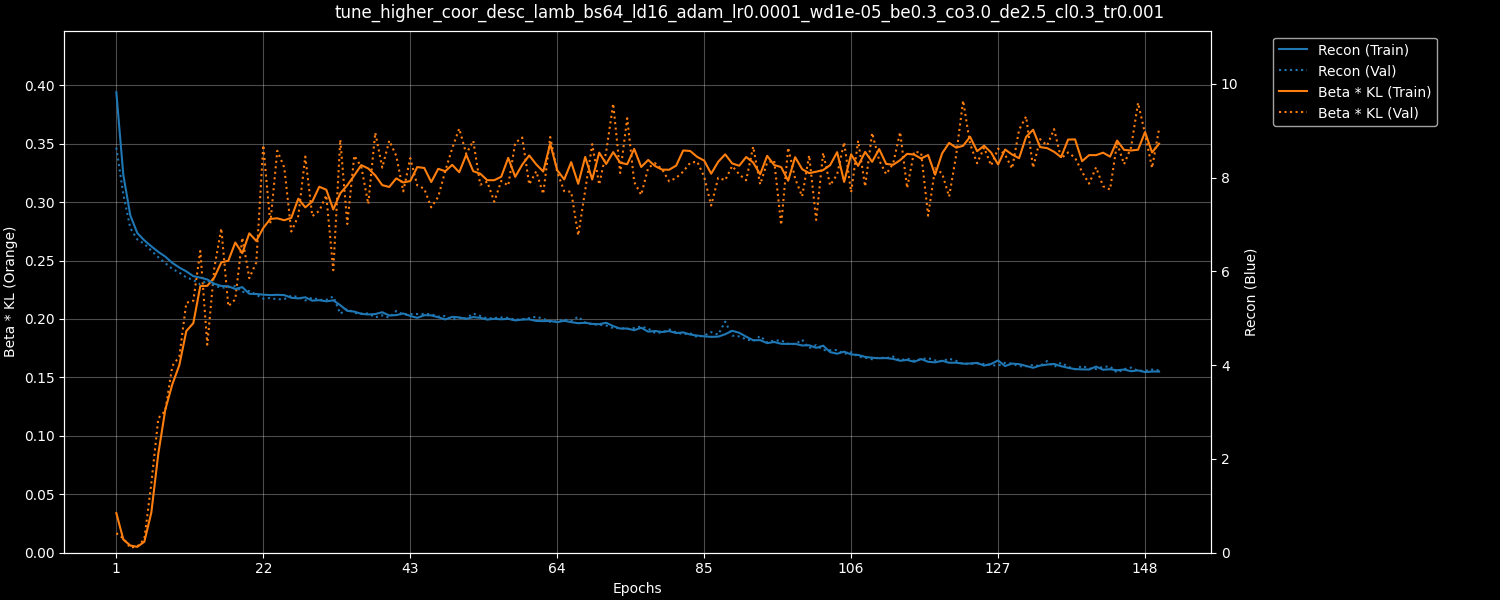 tune_higher_coor_desc_lamb_bs64_ld16_adam_lr0.0001_wd1e-05_be0.3_co3.0_de2.5_cl0.3_tr0.001
Recon (Train)
Recon (Val)
Beta * KL (Train)
Beta * KL (Val)
Beta * KL (Orange)
0.40
0.35
0.30
0.25
0.20
0.15
0.10
0.05
0.00
10
8
6
4
2
0
Recon (Blue)
1 22 43 64 85 106 127 148
Epochs